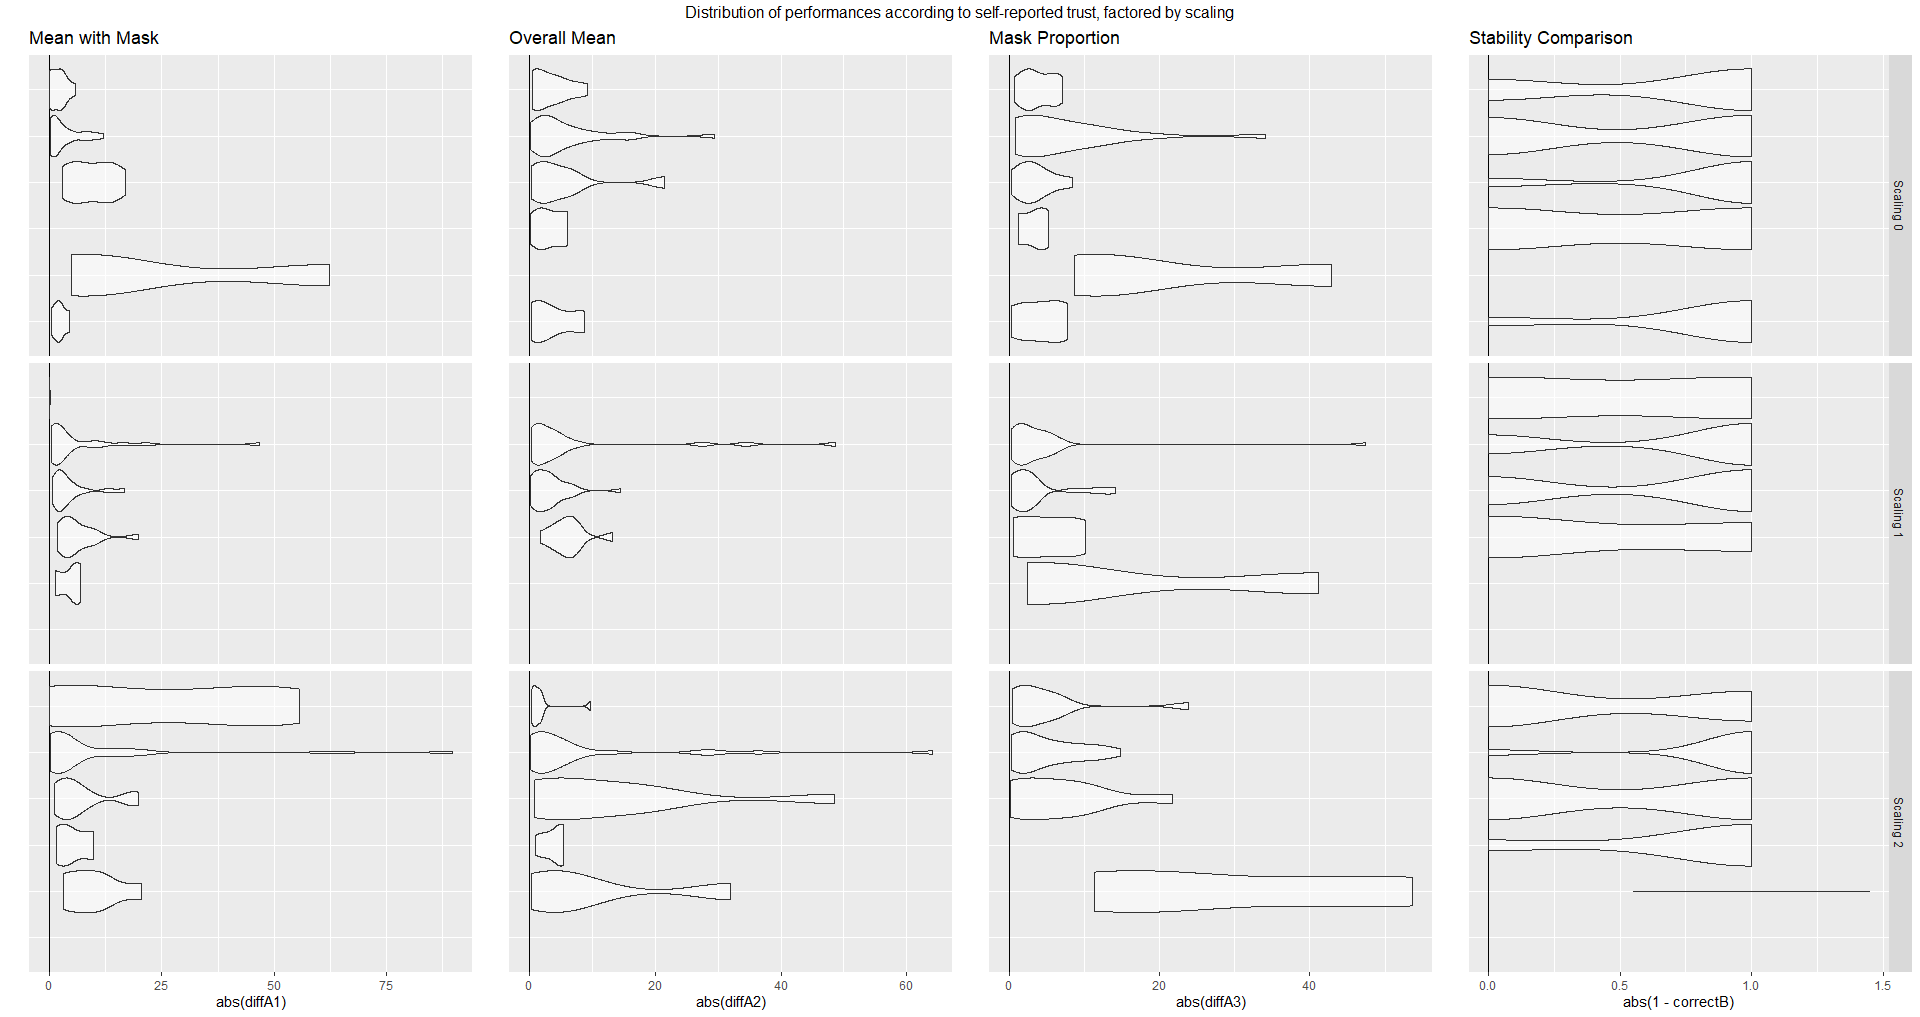 Distribution of performances according to self-reported trust, factored by scaling
Mean with Mask
Overall Mean
Mask Proportion
Stability Comparison
Scaling 0
Scaling 1
Scaling 2
0 25 50 75
abs(diffA1)
0 20 40 60
abs(diffA2)
0 20 40
abs(diffA3)
0.0 0.5 1.0 1.5
abs(1 - correctB)